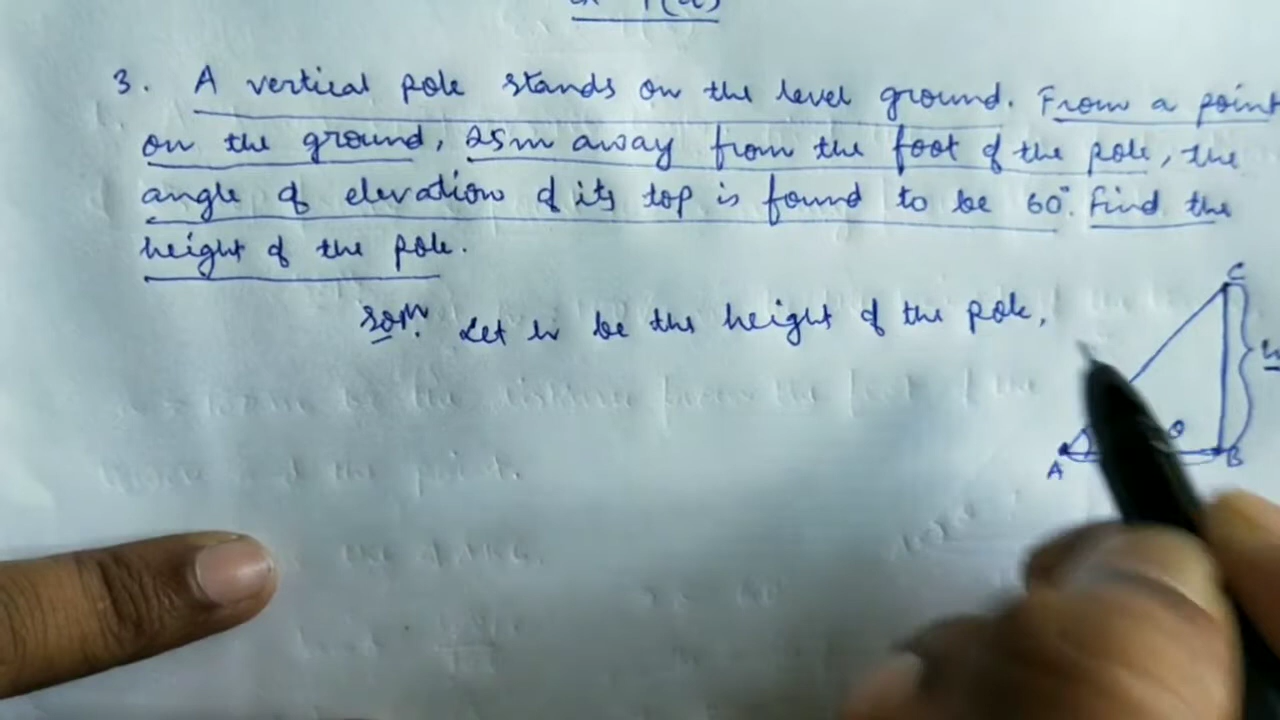 3. A vertical pole stands on the level ground. From a point
on the ground, 25m away from the foot of the pole, the
angle of elevation of its top is found to be 60°. Find the
height of the pole.
Soln. Let h be the height of the pole,
C
h
A
B